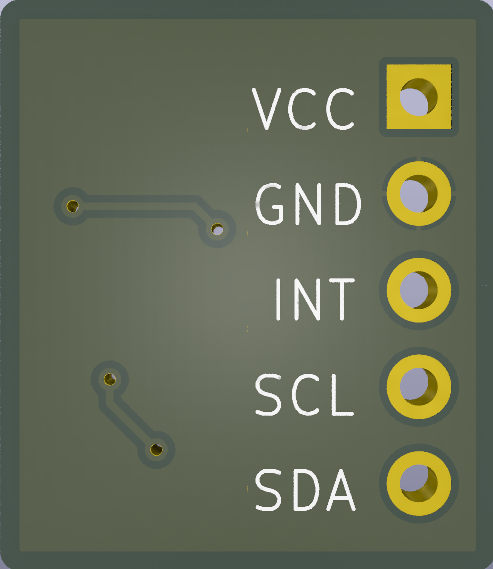 VCC
GND
INT
SCL
SDA